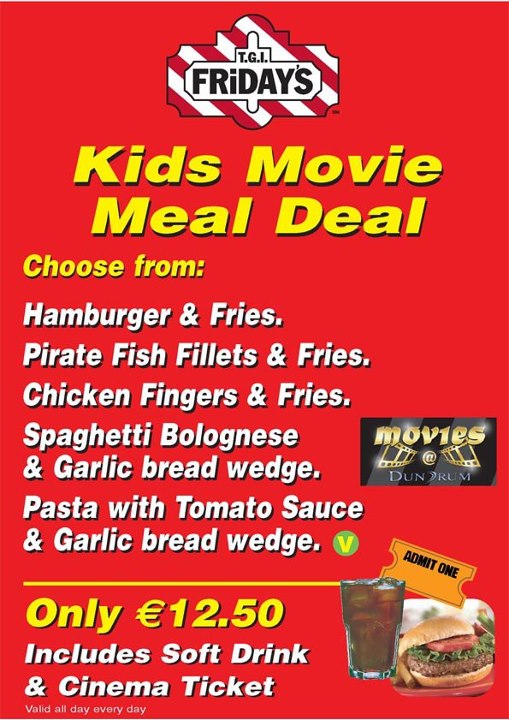 T.G.I.
FRiDAY'S
Kids Movie
Meal Deal
Choose from:
Hamburger & Fries.
Pirate Fish Fillets & Fries.
Chicken Fingers & Fries.
Spaghetti Bolognese
& Garlic bread wedge.
movies
@
DUNDRUM
Pasta with Tomato Sauce
& Garlic bread wedge. V
ADMIT ONE
Only €12.50
Includes Soft Drink
& Cinema Ticket
Valid all day every day